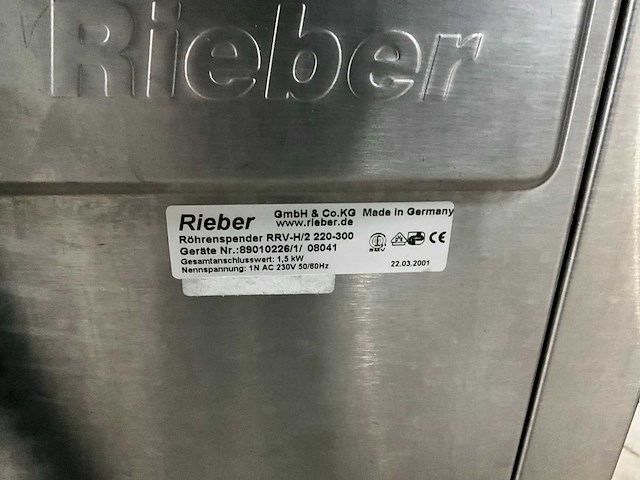 Rieber
Rieber GmbH & Co.KG Made in Germany
www.rieber.de
Röhrenspender RRV-H/2 220-300
Geräte Nr.:89010226/1/ 08041
Gesamtanschlusswert: 1,5 kW
Nennspannung: 1N AC 230V 50/60Hz
CE
22.03.2001